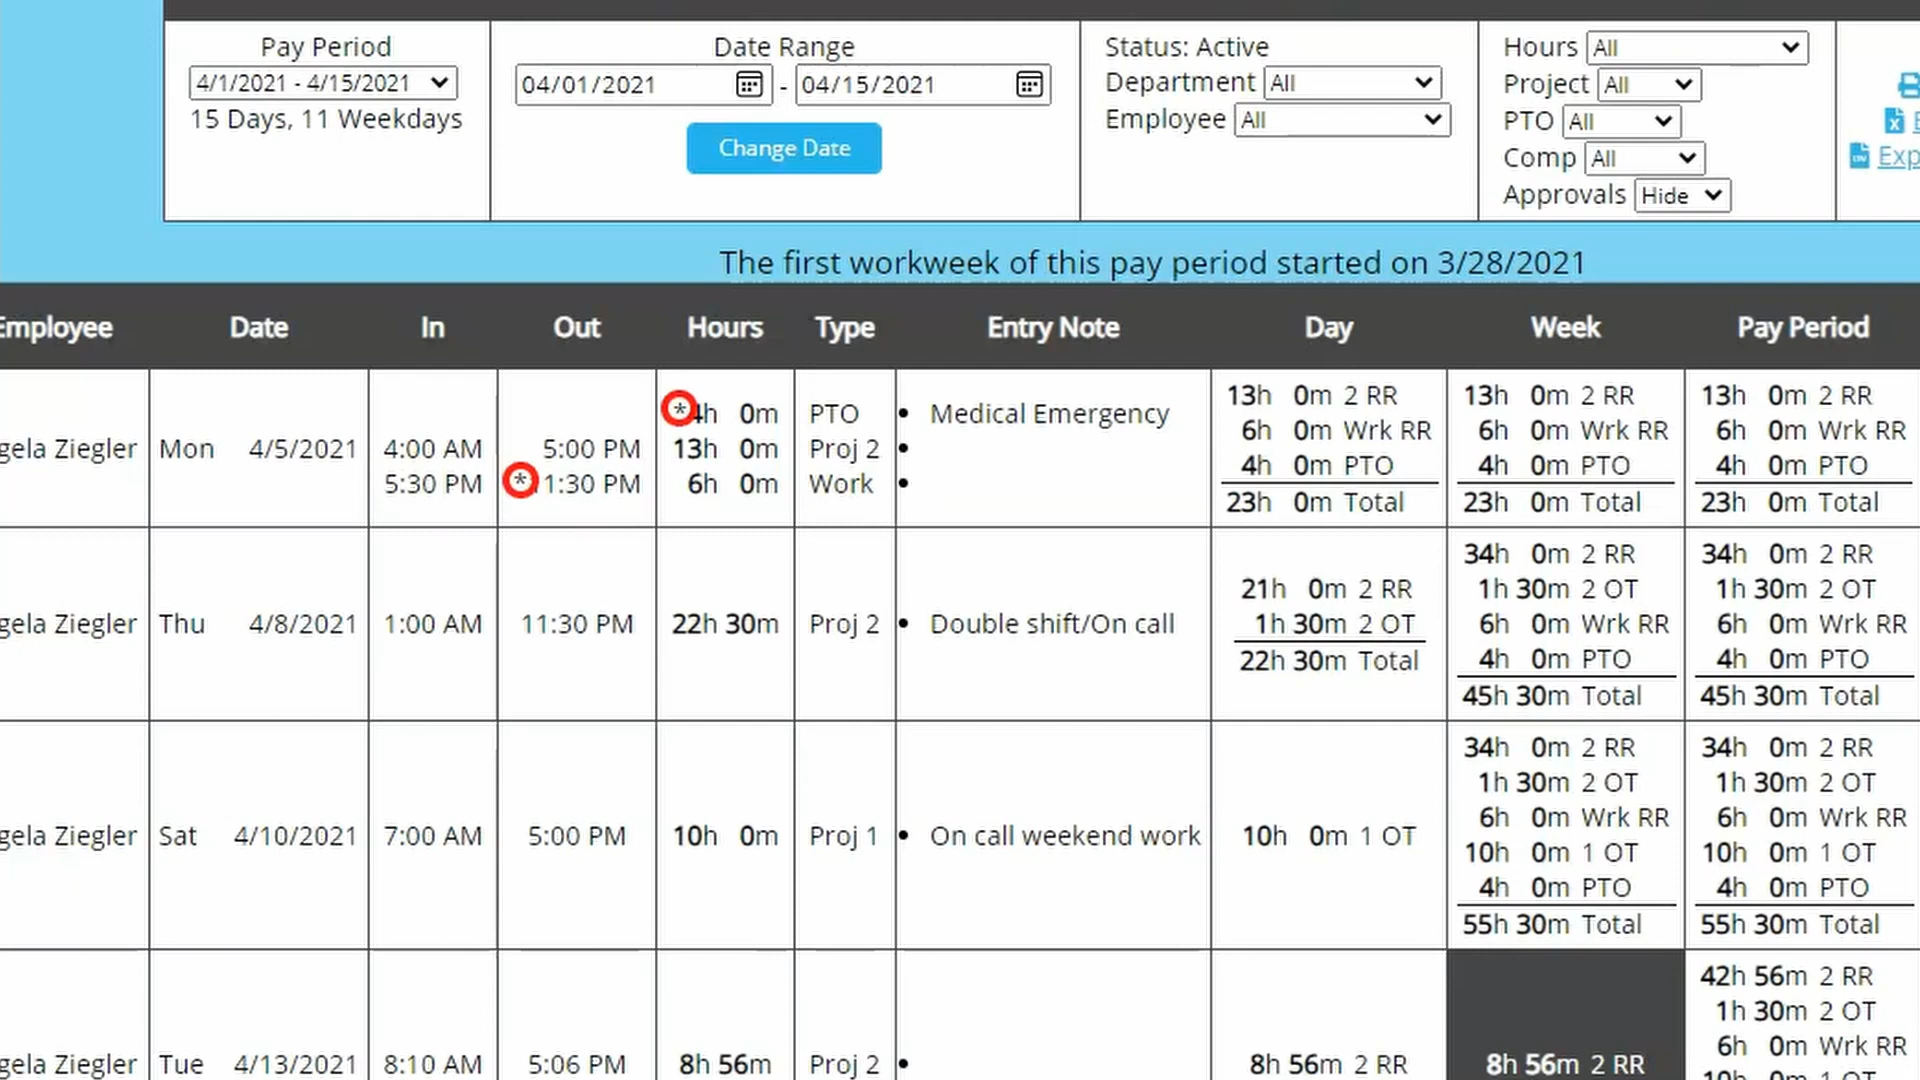 Pay Period
4/1/2021 - 4/15/2021
15 Days, 11 Weekdays
Date Range
04/01/2021 - 04/15/2021
Change Date
Status: Active
Department All
Employee All
Hours All
Project All
PTO All
Comp All
Approvals Hide
Exp
The first workweek of this pay period started on 3/28/2021
Employee Date In Out Hours Type Entry Note Day Week Pay Period
gela Ziegler Mon 4/5/2021
4:00 AM
5:30 PM
5:00 PM
*11:30 PM
*4h 0m
13h 0m
6h 0m
PTO
Proj 2
Work
• Medical Emergency
•
•
13h 0m 2 RR
6h 0m Wrk RR
4h 0m PTO
23h 0m Total
13h 0m 2 RR
6h 0m Wrk RR
4h 0m PTO
23h 0m Total
13h 0m 2 RR
6h 0m Wrk RR
4h 0m PTO
23h 0m Total
gela Ziegler Thu 4/8/2021 1:00 AM 11:30 PM 22h 30m Proj 2 • Double shift/On call
21h 0m 2 RR
1h 30m 2 OT
22h 30m Total
34h 0m 2 RR
1h 30m 2 OT
6h 0m Wrk RR
4h 0m PTO
45h 30m Total
34h 0m 2 RR
1h 30m 2 OT
6h 0m Wrk RR
4h 0m PTO
45h 30m Total
gela Ziegler Sat 4/10/2021 7:00 AM 5:00 PM 10h 0m Proj 1 • On call weekend work
10h 0m 1 OT
34h 0m 2 RR
1h 30m 2 OT
6h 0m Wrk RR
10h 0m 1 OT
4h 0m PTO
55h 30m Total
34h 0m 2 RR
1h 30m 2 OT
6h 0m Wrk RR
10h 0m 1 OT
4h 0m PTO
55h 30m Total
gela Ziegler Tue 4/13/2021 8:10 AM 5:06 PM 8h 56m Proj 2 •
8h 56m 2 RR
8h 56m 2 RR
42h 56m 2 RR
1h 30m 2 OT
6h 0m Wrk RR
10h 0m 1 OT